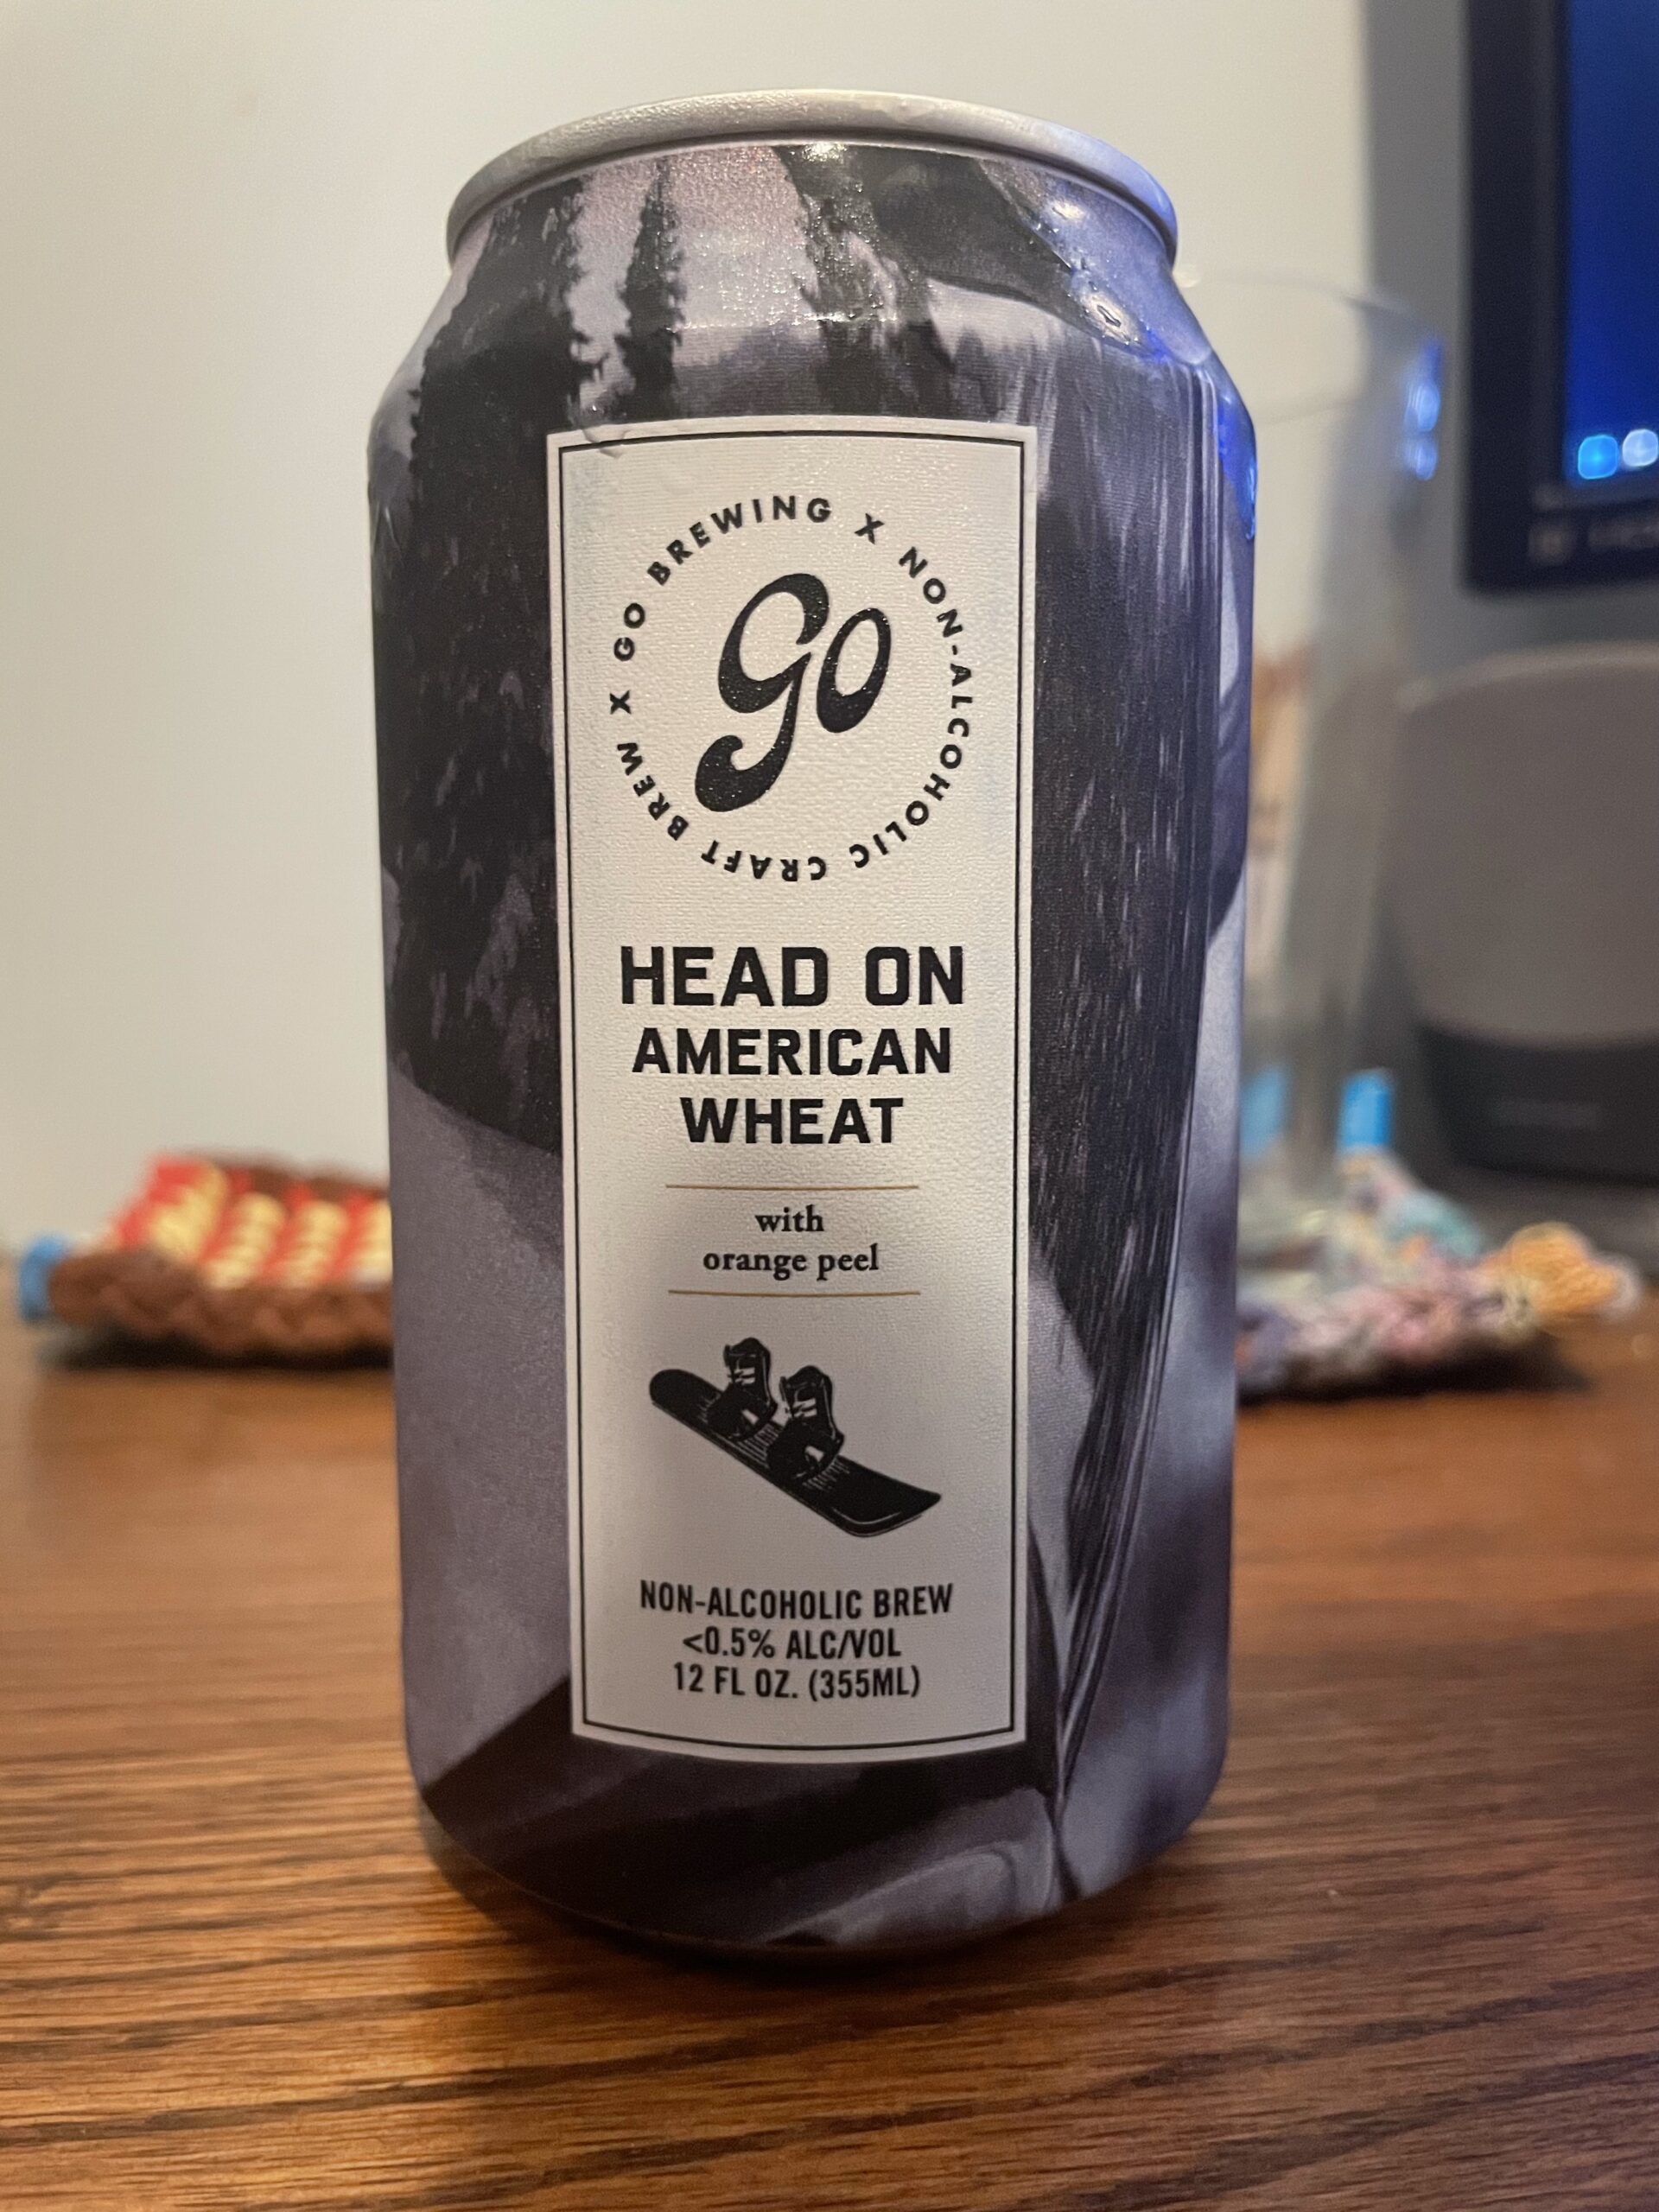 GO BREWING X NON-ALCOHOLIC CRAFT BREW X
go
HEAD ON
AMERICAN
WHEAT
with
orange peel
NON-ALCOHOLIC BREW
<0.5% ALC/VOL
12 FL OZ. (355ML)